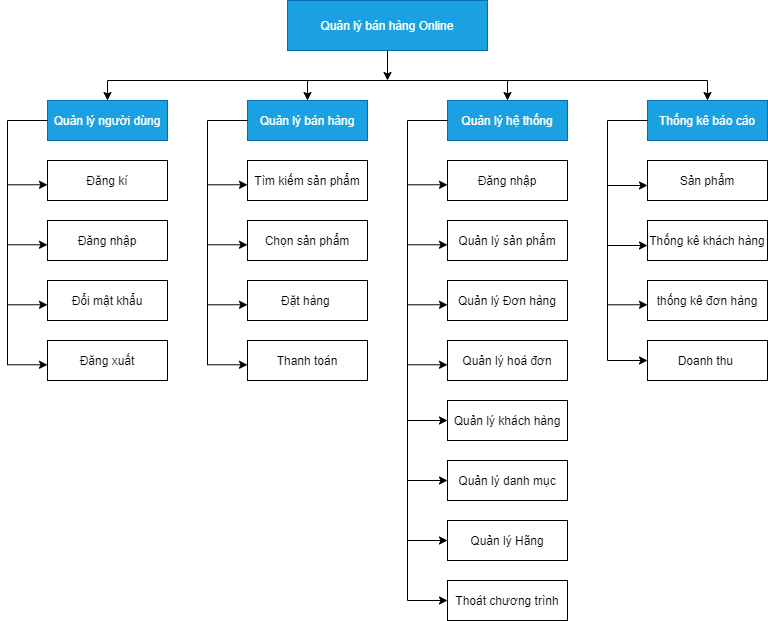 Quản lý bán hàng Online
Quản lý người dùng
Đăng kí
Đăng nhập
Đổi mật khẩu
Đăng xuất
Quản lý bán hàng
Tìm kiếm sản phẩm
Chọn sản phẩm
Đặt hàng
Thanh toán
Quản lý hệ thống
Đăng nhập
Quản lý sản phẩm
Quản lý Đơn hàng
Quản lý hoá đơn
Quản lý khách hàng
Quản lý danh mục
Quản lý Hãng
Thoát chương trình
Thống kê báo cáo
Sản phẩm
Thống kê khách hàng
thống kê đơn hàng
Doanh thu